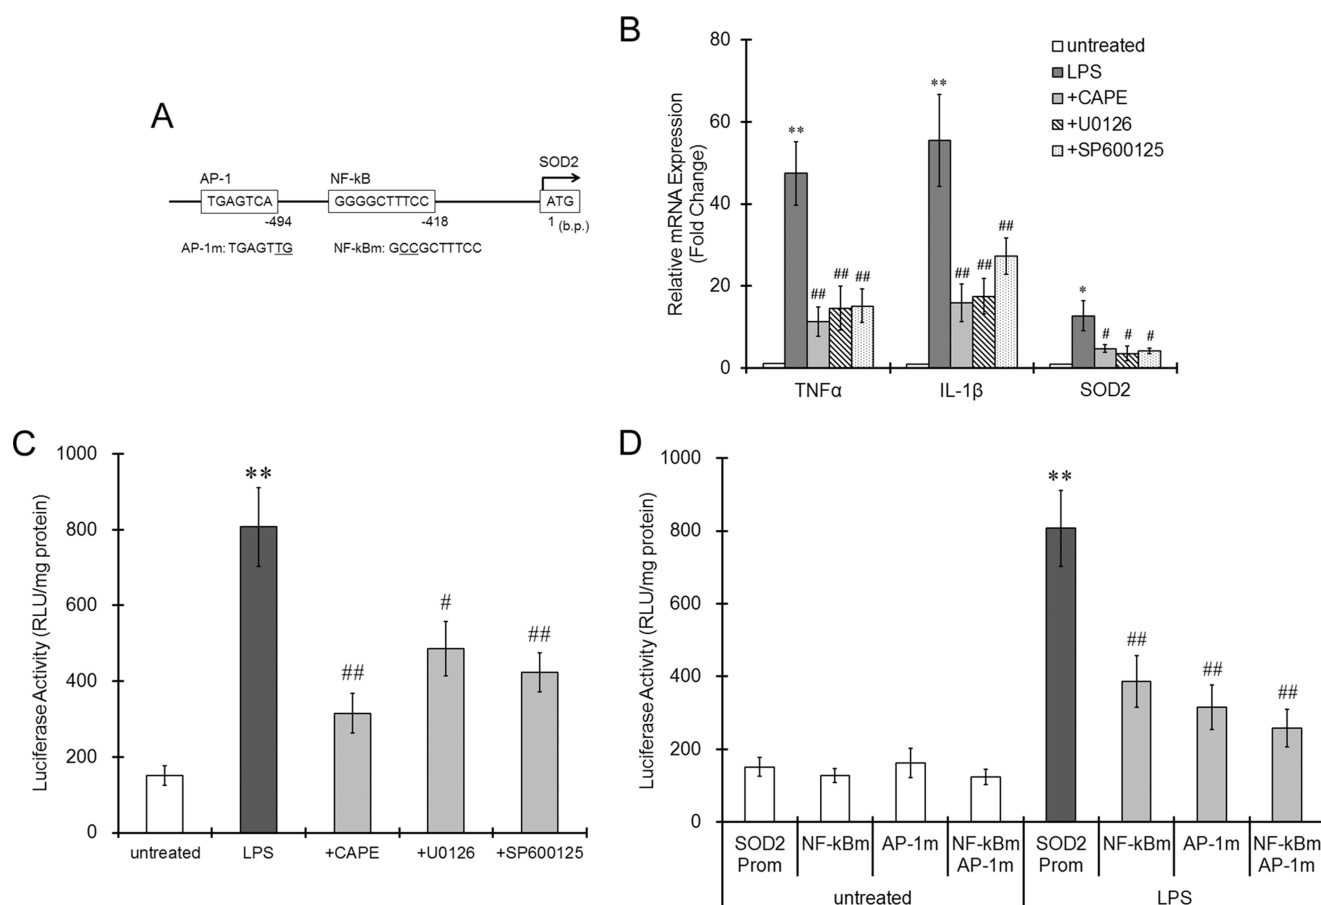 A
SOD2
AP-1
NF-kB
TGAGTCA
GGGGCTTTCC
ATG
-494
-418
1 (b.p.)
AP-1m: TGAGTTG
NF-kBm: GCCGCTTTCC
B
Relative mRNA Expression
(Fold Change)
80
60
40
20
0
untreated
LPS
+CAPE
+U0126
+SP600125
**
##
##
##
**
##
##
##
*
#
#
#
TNFα
IL-1β
SOD2
C
Luciferase Activity (RLU/mg protein)
1000
800
600
400
200
0
**
##
#
##
untreated
LPS
+CAPE
+U0126
+SP600125
D
Luciferase Activity (RLU/mg protein)
1000
800
600
400
200
0
**
##
##
##
SOD2
Prom
NF-kBm
AP-1m
NF-kBm
AP-1m
SOD2
Prom
NF-kBm
AP-1m
NF-kBm
AP-1m
untreated
LPS